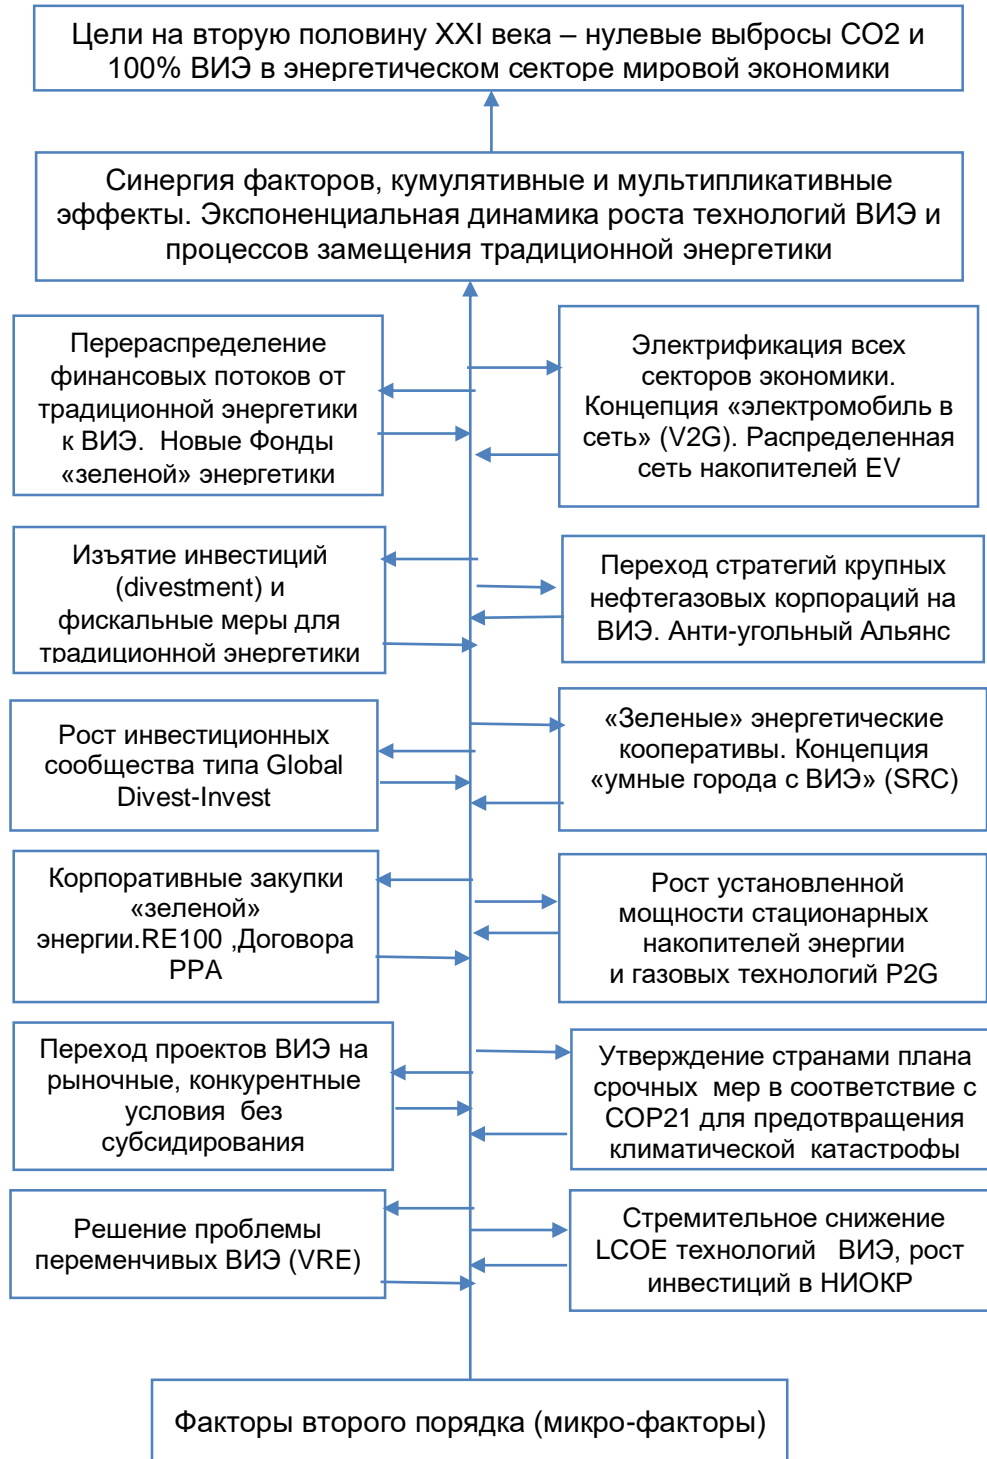 Цели на вторую половину XXI века – нулевые выбросы CO2 и
100% ВИЭ в энергетическом секторе мировой экономики
Синергия факторов, кумулятивные и мультипликативные
эффекты. Экспоненциальная динамика роста технологий ВИЭ и
процессов замещения традиционной энергетики
Перераспределение
финансовых потоков от
традиционной энергетики
к ВИЭ. Новые Фонды
«зеленой» энергетики
Электрификация всех
секторов экономики.
Концепция «электромобиль в
сеть» (V2G). Распределенная
сеть накопителей EV
Изъятие инвестиций
(divestment) и
фискальные меры для
традиционной энергетики
Переход стратегий крупных
нефтегазовых корпораций на
ВИЭ. Анти-угольный Альянс
Рост инвестиционных
сообщества типа Global
Divest-Invest
«Зеленые» энергетические
кооперативы. Концепция
«умные города с ВИЭ» (SRC)
Корпоративные закупки
«зеленой»
энергии.RE100 ,Договора
PPA
Рост установленной
мощности стационарных
накопителей энергии
и газовых технологий P2G
Переход проектов ВИЭ на
рыночные, конкурентные
условия без
субсидирования
Утверждение странами плана
срочных мер в соответствие с
COP21 для предотвращения
климатической катастрофы
Решение проблемы
переменчивых ВИЭ (VRE)
Стремительное снижение
LCOE технологий ВИЭ, рост
инвестиций в НИОКР
Факторы второго порядка (микро-факторы)